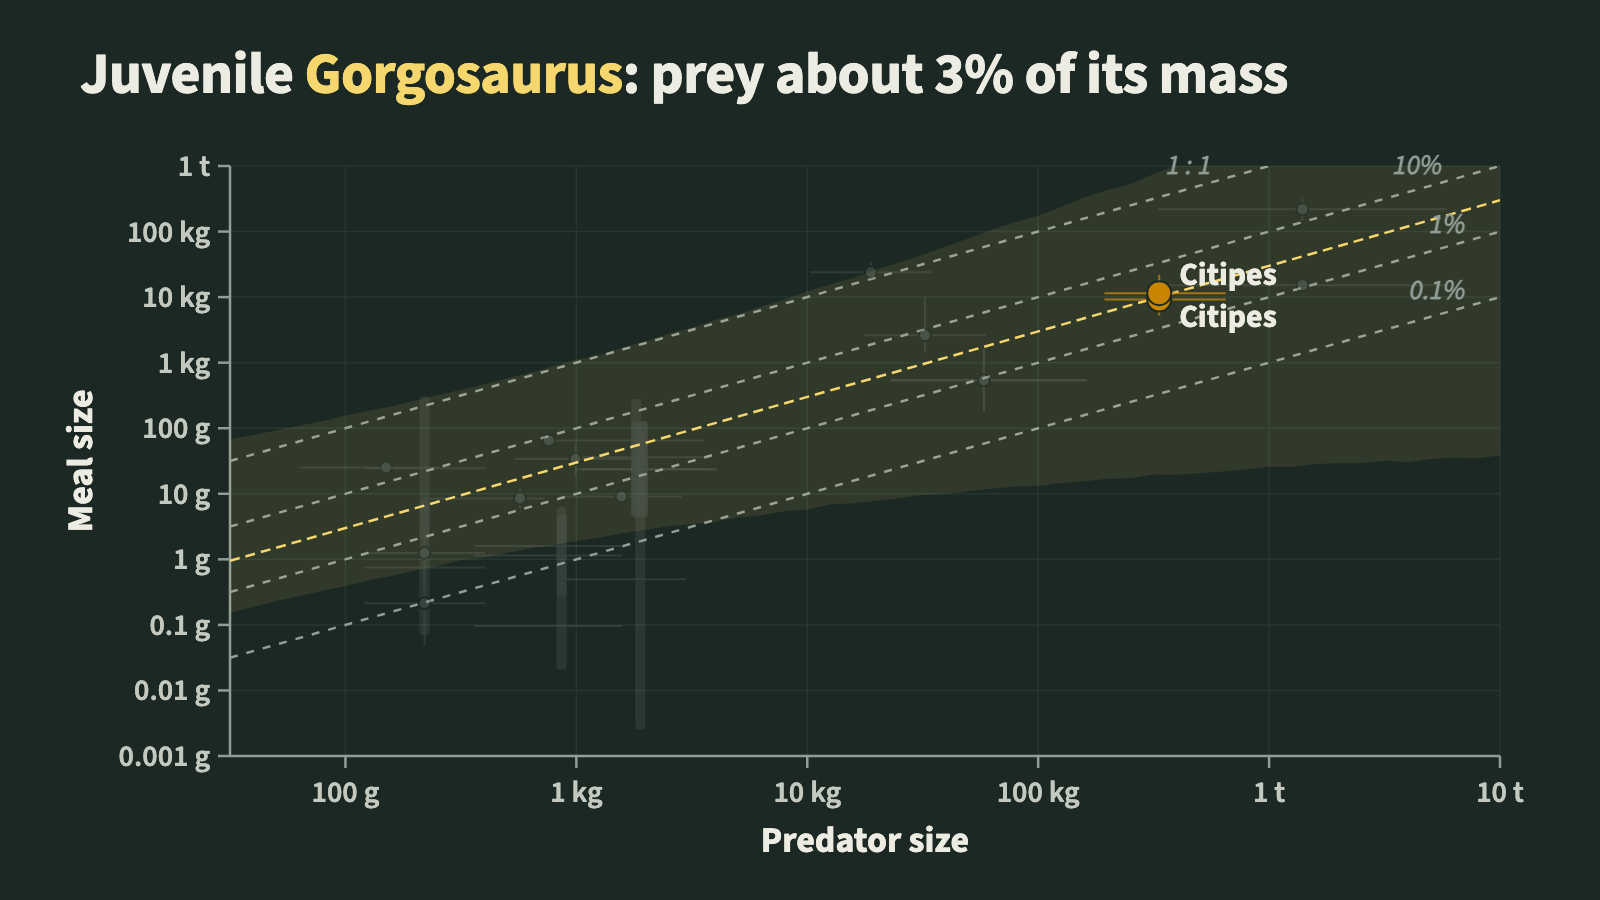 Juvenile Gorgosaurus: prey about 3% of its mass
1 t
100 kg
10 kg
1 kg
100 g
10 g
1 g
0.1 g
0.01 g
0.001 g
Meal size
1:1
10%
1%
0.1%
Citipes
Citipes
100 g
1 kg
10 kg
100 kg
1 t
10 t
Predator size